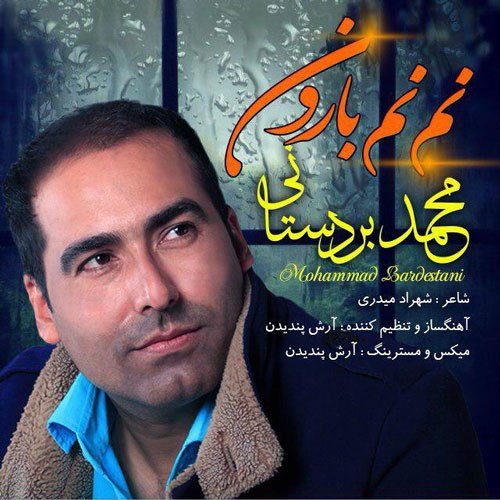 نم نم بارون
محمد بردستانی
Mohammad Bardestani
شاعر : شهراد میدری
آهنگساز و تنظیم کننده : آرش پندیدن
میکس و مسترینگ : آرش پندیدن